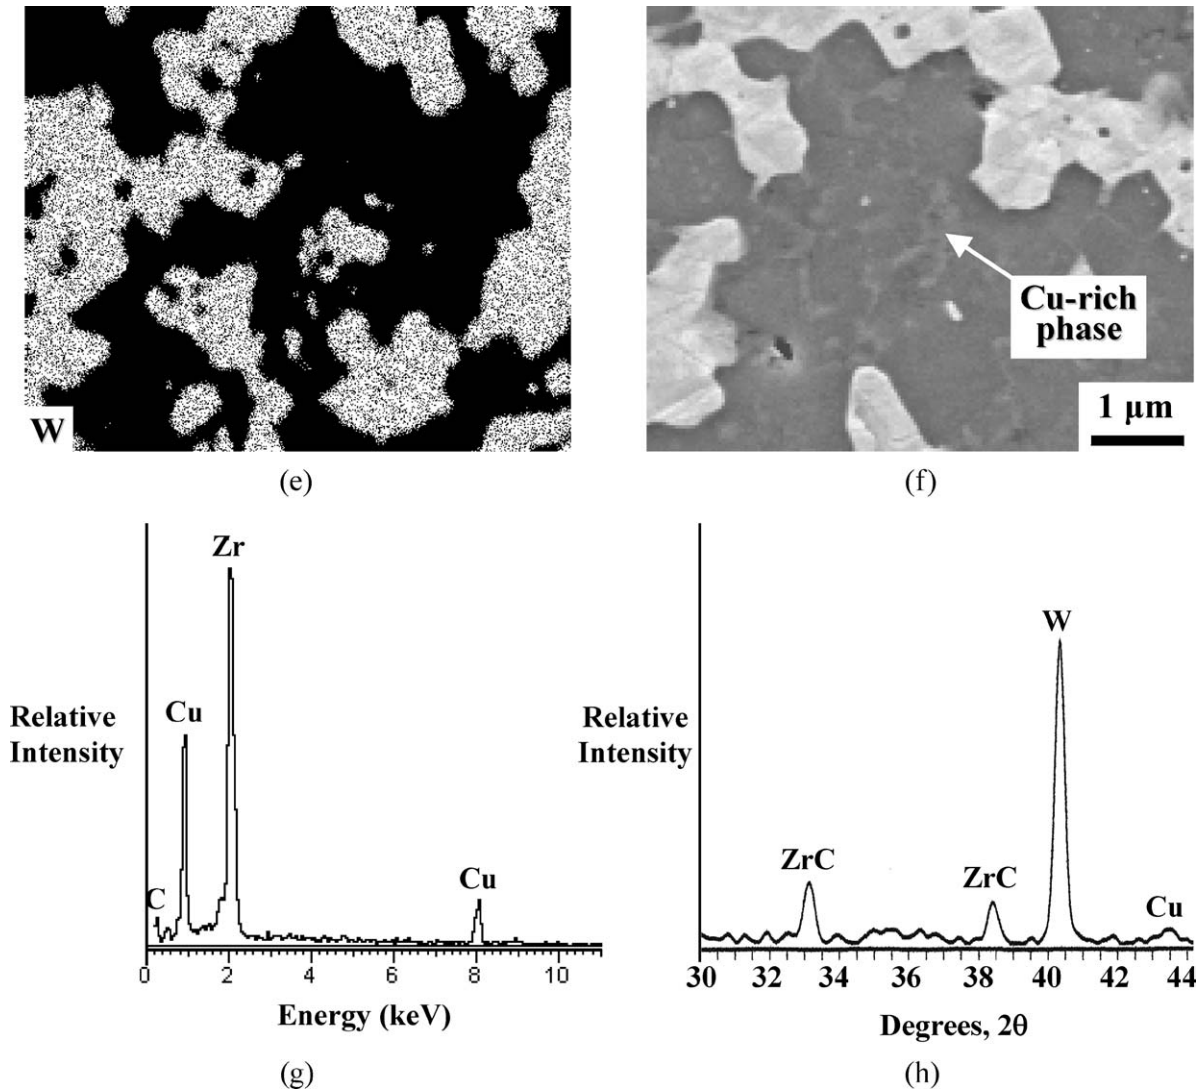 W
Cu-rich
phase
1 μm
(e)
(f)
Zr
Cu
C
Cu
Relative
Intensity
0 2 4 6 8 10
Energy (keV)
(g)
W
ZrC
ZrC
Cu
Relative
Intensity
30 32 34 36 38 40 42 44
Degrees, 2θ
(h)